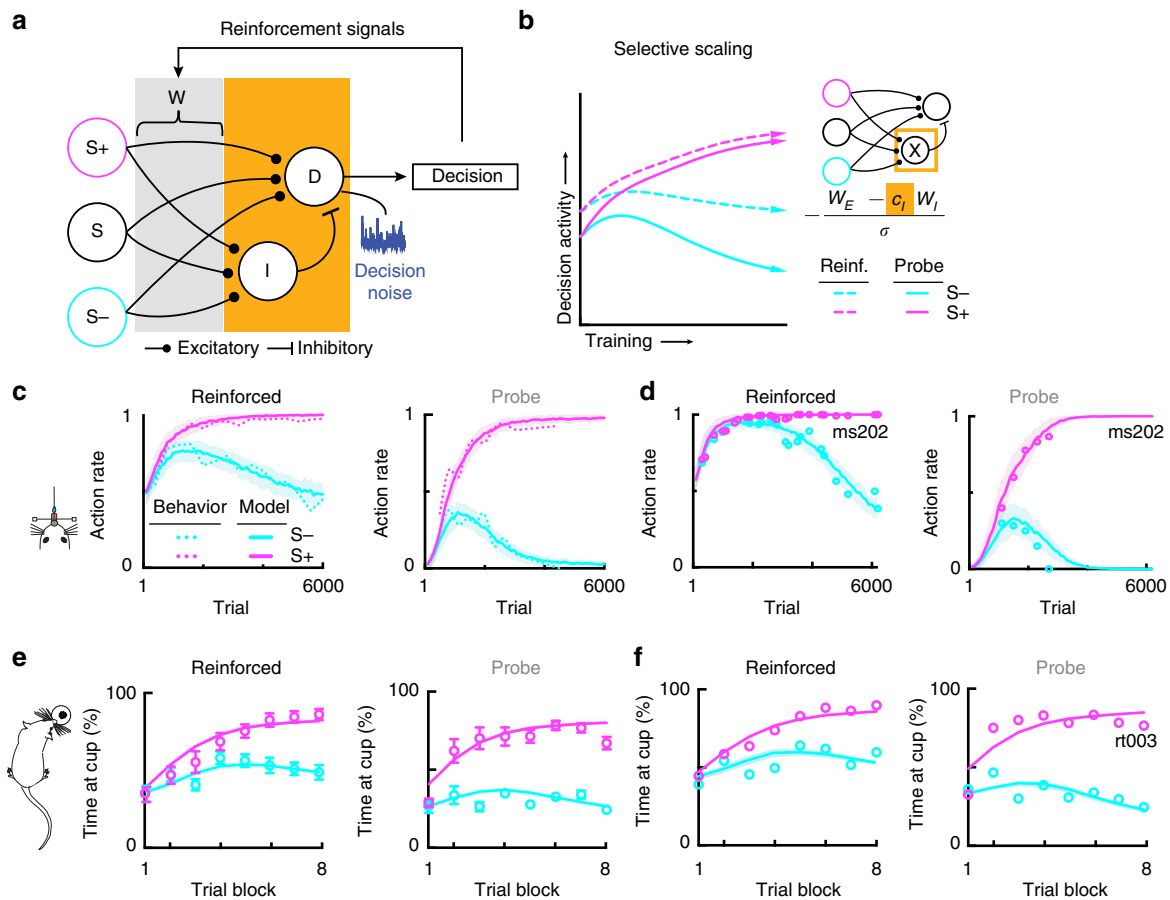 a
Reinforcement signals
W
S+
S
S−
D
I
Decision
Decision
noise
Excitatory
Inhibitory
b
Selective scaling
Decision activity
Training
X
W_E − c_I W_I
σ
Reinf. Probe
S−
S+
c
Reinforced
Probe
Action rate
1
0
Behavior Model
S−
S+
1 6000
Trial
Action rate
1
0
1 6000
Trial
d
Reinforced
Probe
ms202
Action rate
1
0
1 6000
Trial
ms202
Action rate
1
0
1 6000
Trial
e
Reinforced
Probe
Time at cup (%)
100
0
1 8
Trial block
Time at cup (%)
100
0
1 8
Trial block
f
Reinforced
Probe
Time at cup (%)
100
0
1 8
Trial block
rt003
Time at cup (%)
100
0
1 8
Trial block